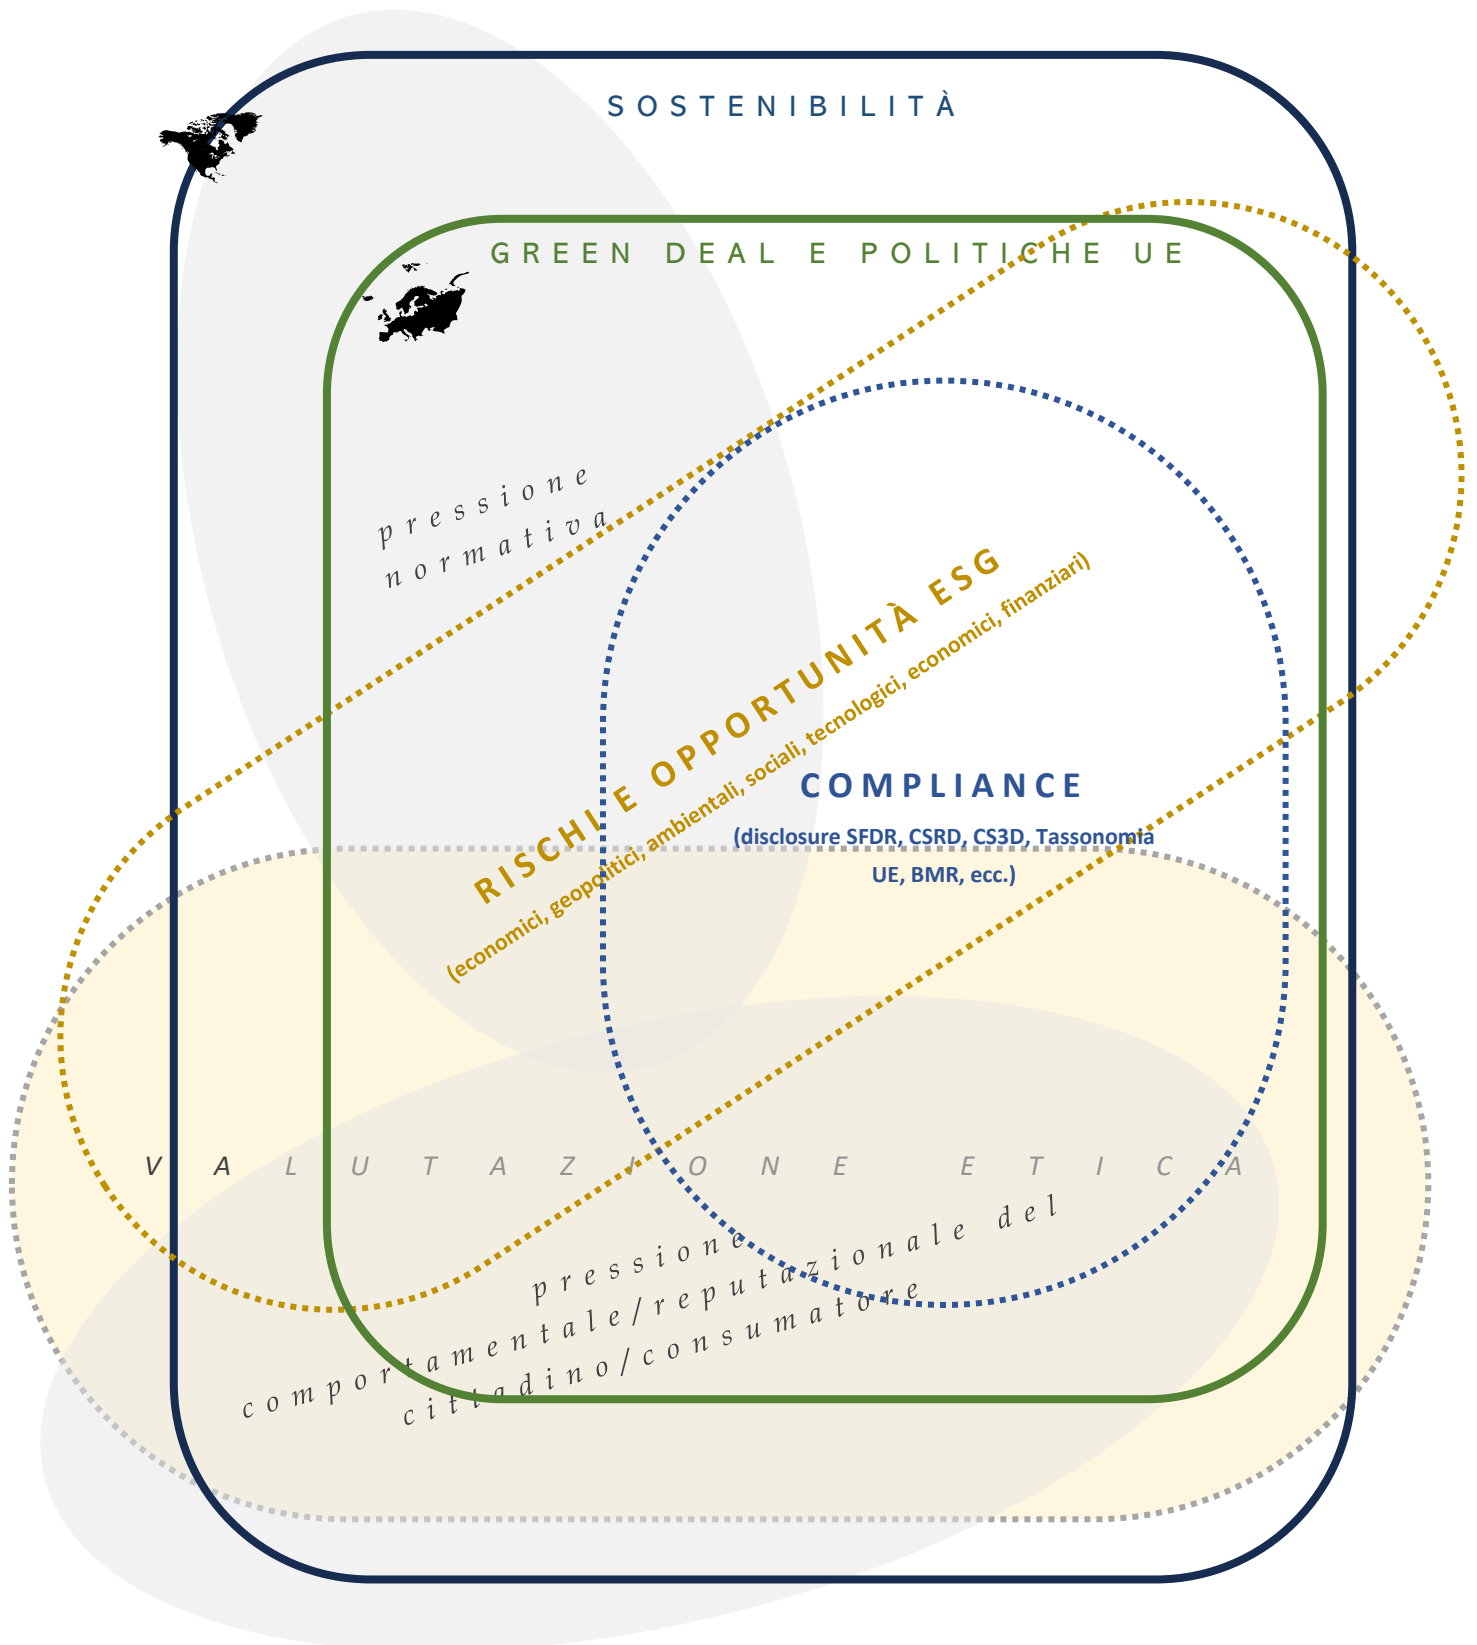 SOSTENIBILITÀ
GREEN DEAL E POLITICHE UE
pressione
normativa
RISCHI E OPPORTUNITÀ ESG
(economici, geopolitici, ambientali, sociali, tecnologici, economici, finanziari)
COMPLIANCE
(disclosure SFDR, CSRD, CS3D, Tassonomia
UE, BMR, ecc.)
VALUTAZIONE ETICA
pressione
comportamentale/reputazionale del
cittadino/consumatore